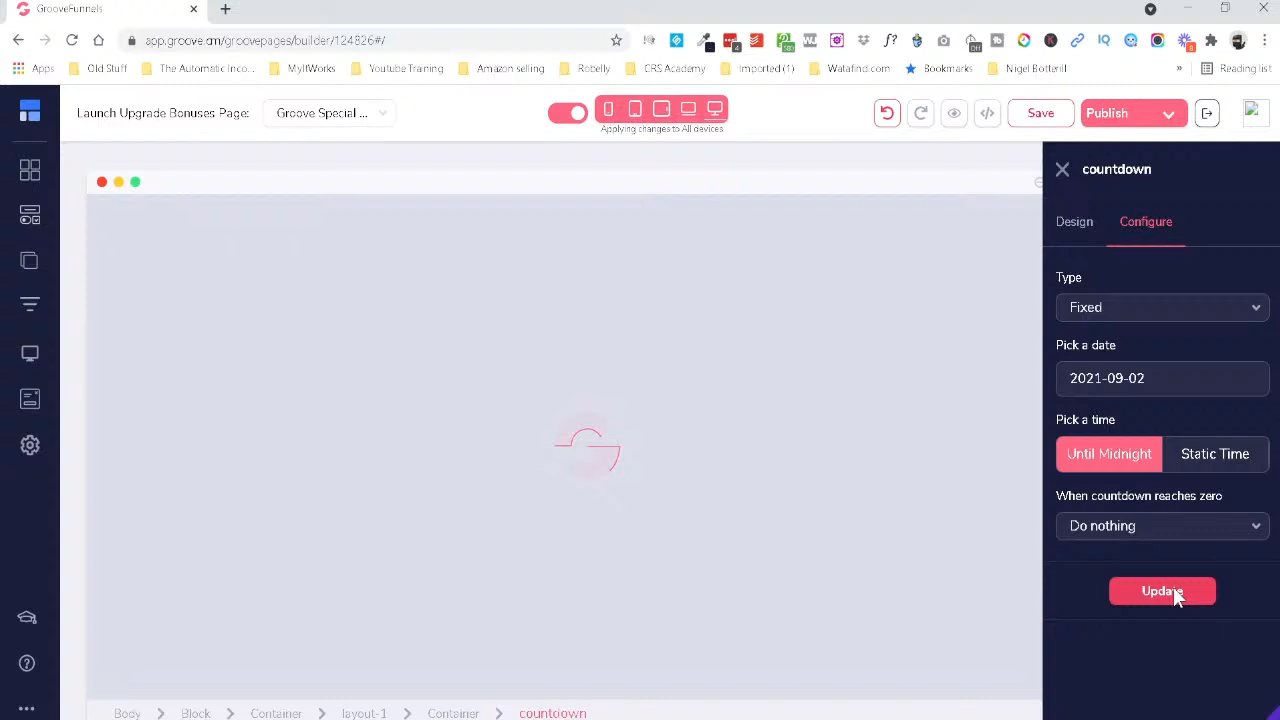 GrooveFunnels
app.groove.cm/groovepages/builder/124826#/
Apps
Old Stuff
The Automatic Inco...
MyItWorks
Youtube Training
Amazon selling
Robelly
CRS Academy
Imported (1)
Watafind.com
Bookmarks
Nigel Botterill
»
Reading list
Launch Upgrade Bonuses Page:
Groove Special ...
Applying changes to All devices
Save
Publish
countdown
Design
Configure
Type
Fixed
Pick a date
2021-09-02
Pick a time
Until Midnight
Static Time
When countdown reaches zero
Do nothing
Update
Body
Block
Container
layout-1
Container
countdown